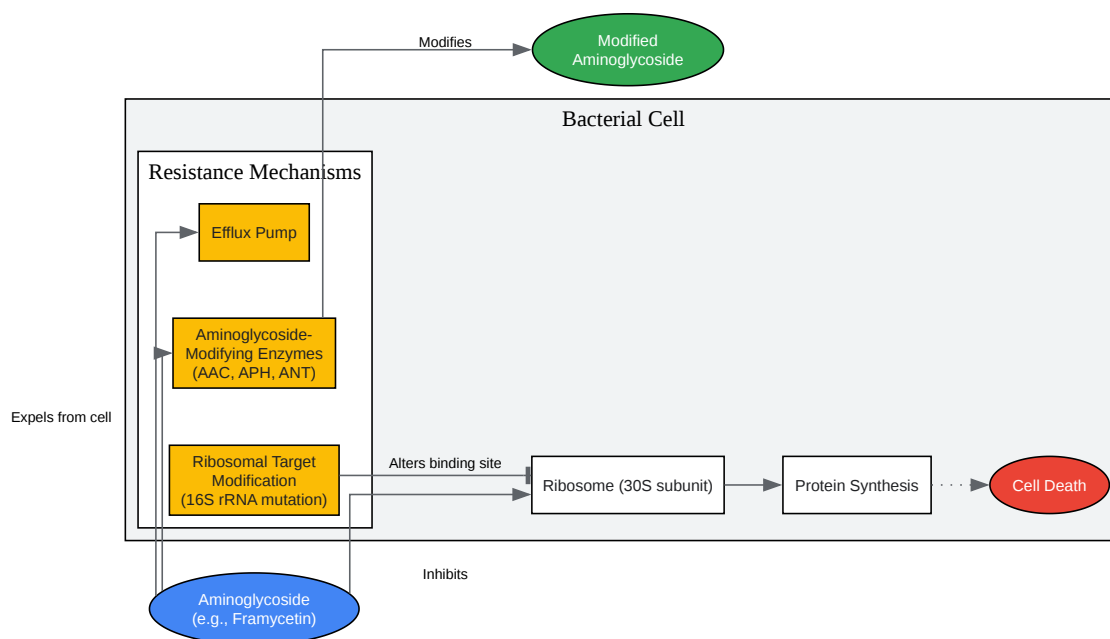 Modifies
Modified
Aminoglycoside
Bacterial Cell
Resistance Mechanisms
Efflux Pump
Aminoglycoside-
Modifying Enzymes
(AAC, APH, ANT)
Expels from cell
Ribosomal Target
Modification
(16S rRNA mutation)
Alters binding site
Ribosome (30S subunit)
Protein Synthesis
Cell Death
Inhibits
Aminoglycoside
(e.g., Framycetin)